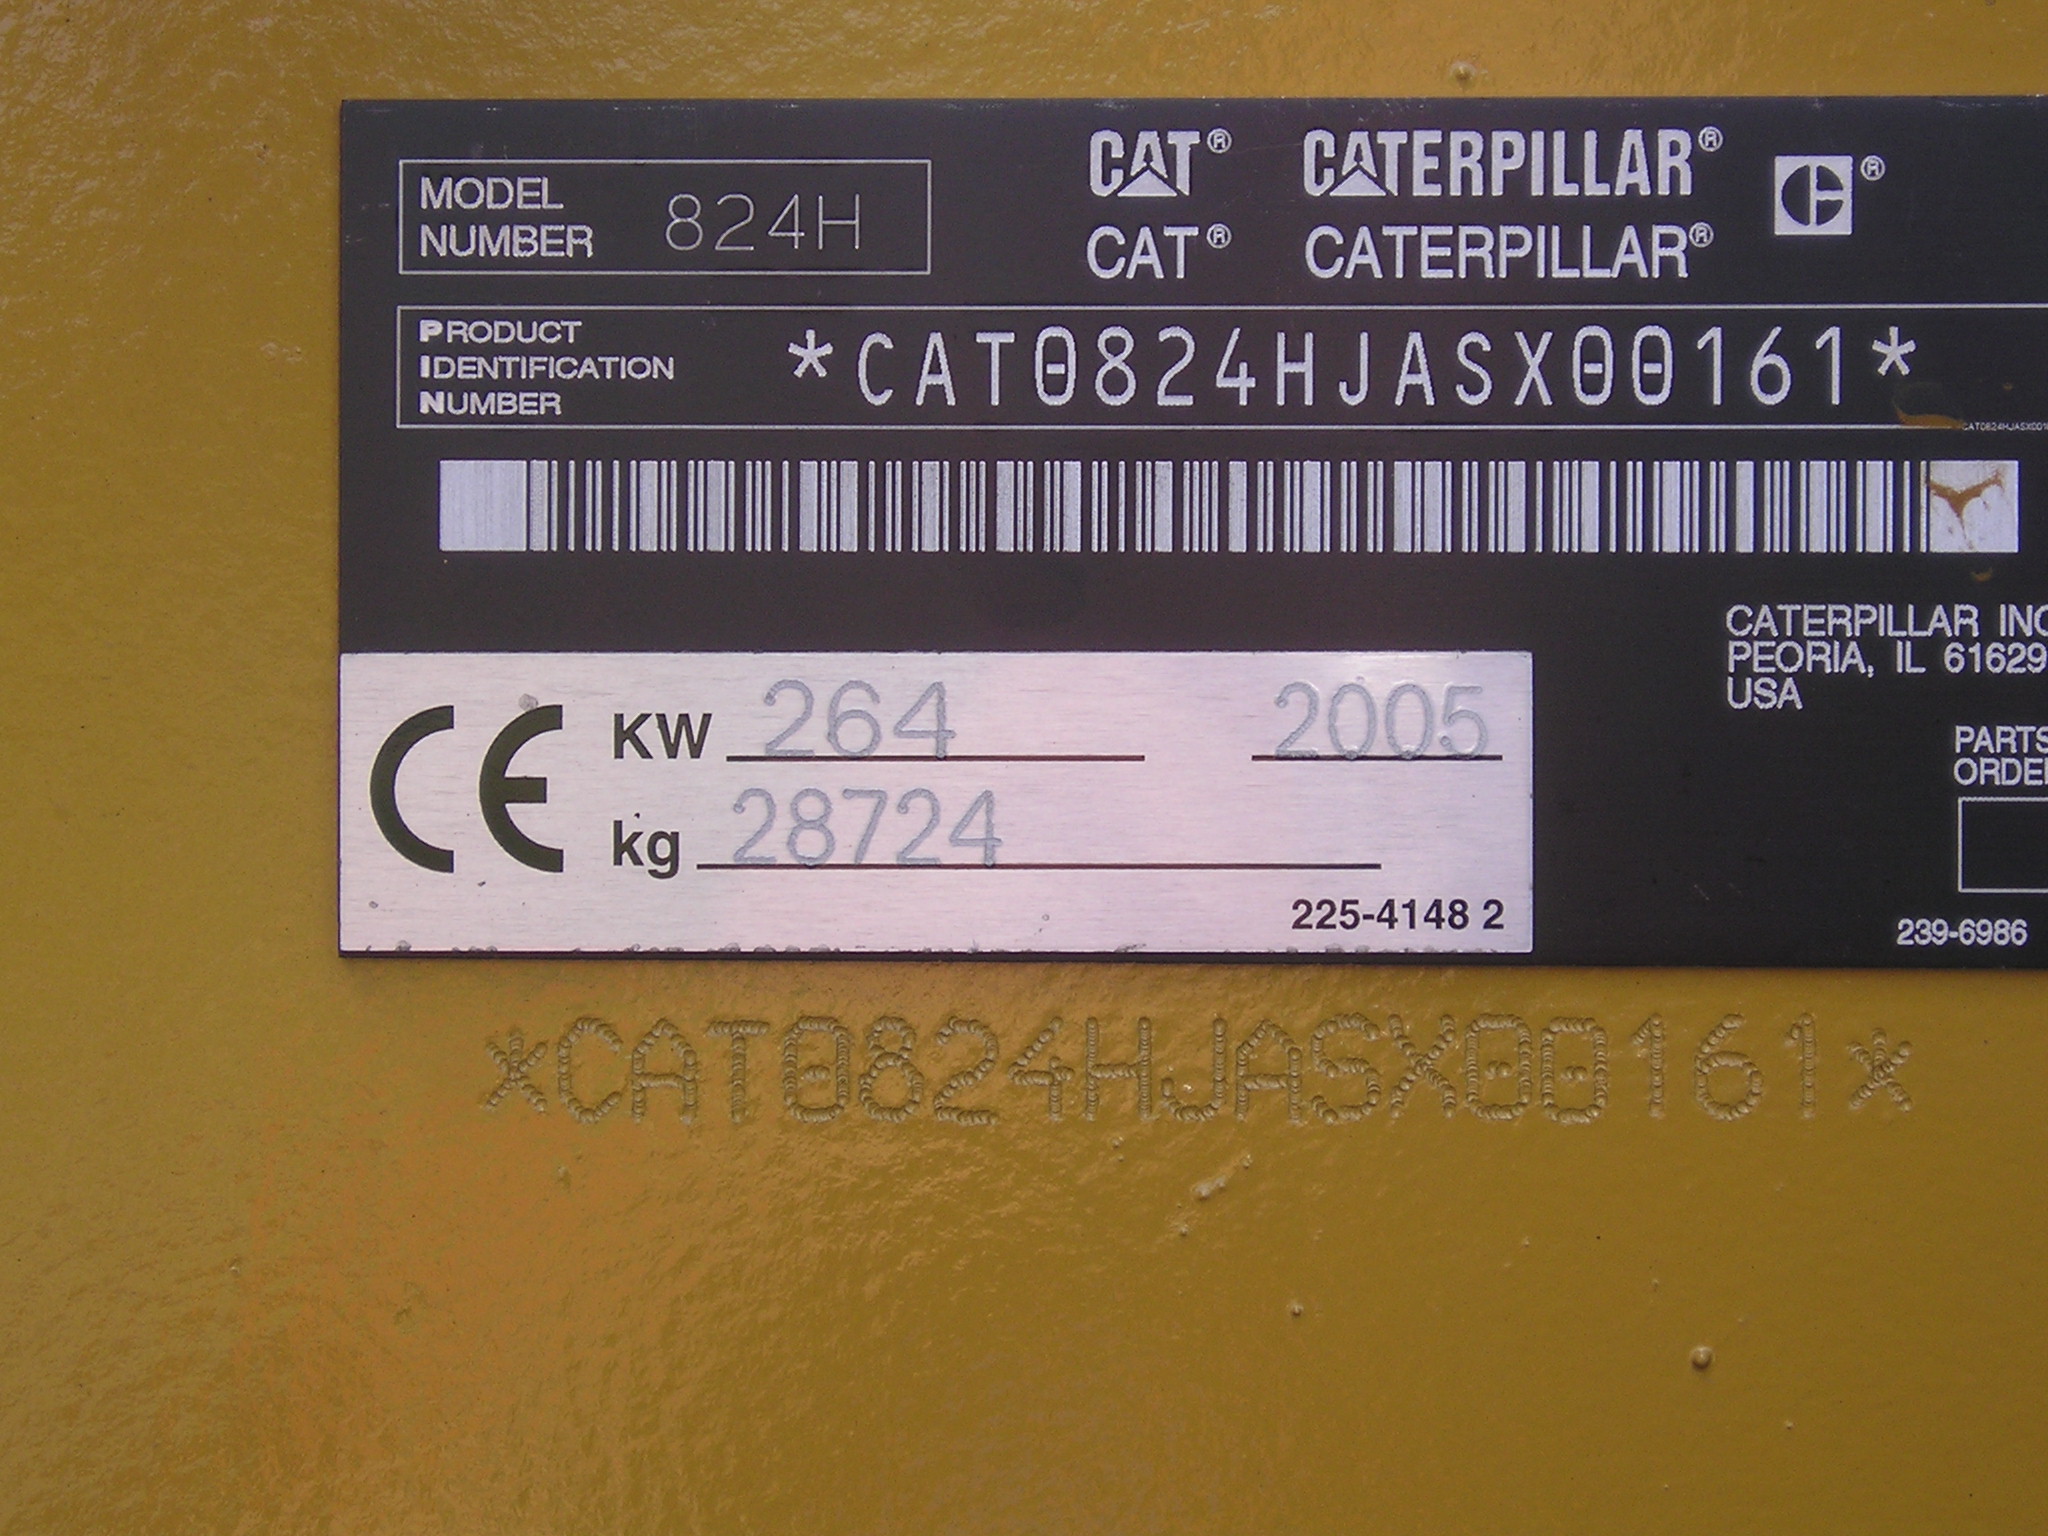 MODEL NUMBER 824H
CAT® CATERPILLAR® C®
CAT® CATERPILLAR®
PRODUCT IDENTIFICATION NUMBER *CAT0824HJASX00161*
CATERPILLAR INC
PEORIA, IL 61629
USA
CE KW 264 2005
kg 28724
225-4148 2
PARTS
239-6986
*CAT0824HJASX00161*